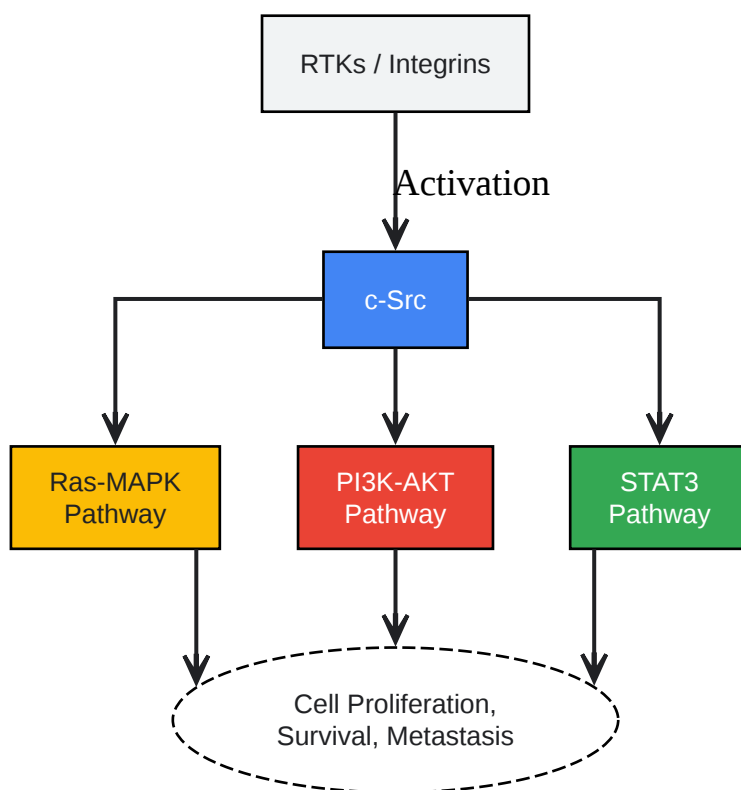 RTKs / Integrins
Activation
c-Src
Ras-MAPK
Pathway
PI3K-AKT
Pathway
STAT3
Pathway
Cell Proliferation,
Survival, Metastasis